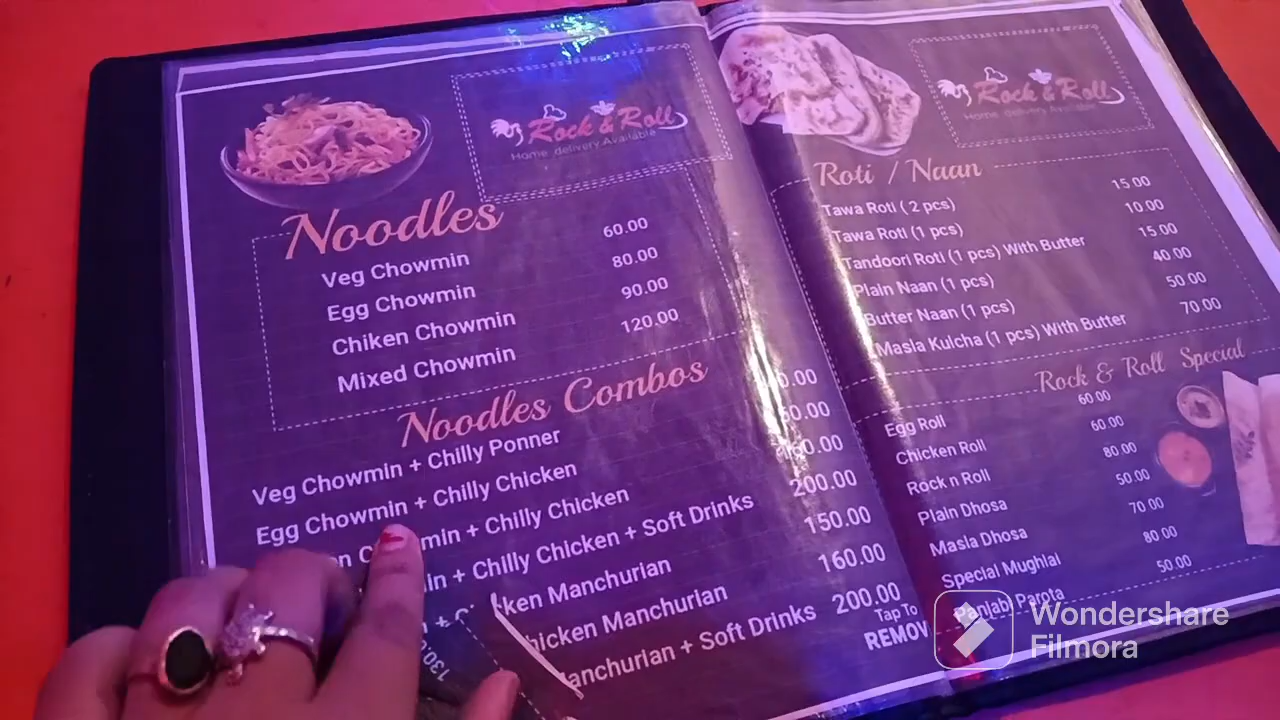 Rock & Roll
Home delivery Available
Noodles
Veg Chowmin 60.00
Egg Chowmin 80.00
Chiken Chowmin 90.00
Mixed Chowmin 120.00
Noodles Combos
Veg Chowmin + Chilly Ponner
Egg Chowmin + Chilly Chicken
+ Chilly Chicken
+ Chilly Chicken + Soft Drinks 200.00
Manchurian 150.00
Manchurian 160.00
+ Soft Drinks 200.00
130.
Rock & Roll
Home delivery Available
Roti / Naan
Tawa Roti (2 pcs) 15.00
Tawa Roti (1 pcs) 10.00
Tandoori Roti (1 pcs) With Butter 15.00
Plain Naan (1 pcs) 40.00
Butter Naan (1 pcs) 50.00
Masla Kulcha (1 pcs) With Butter 70.00
Rock & Roll Special
Egg Roll 60.00
Chicken Roll 60.00
Rock n Roll 80.00
Plain Dhosa 50.00
Masla Dhosa 70.00
Special Mughlai 80.00
Panjabi Parota 50.00
Tap To
REMOV
Wondershare
Filmora